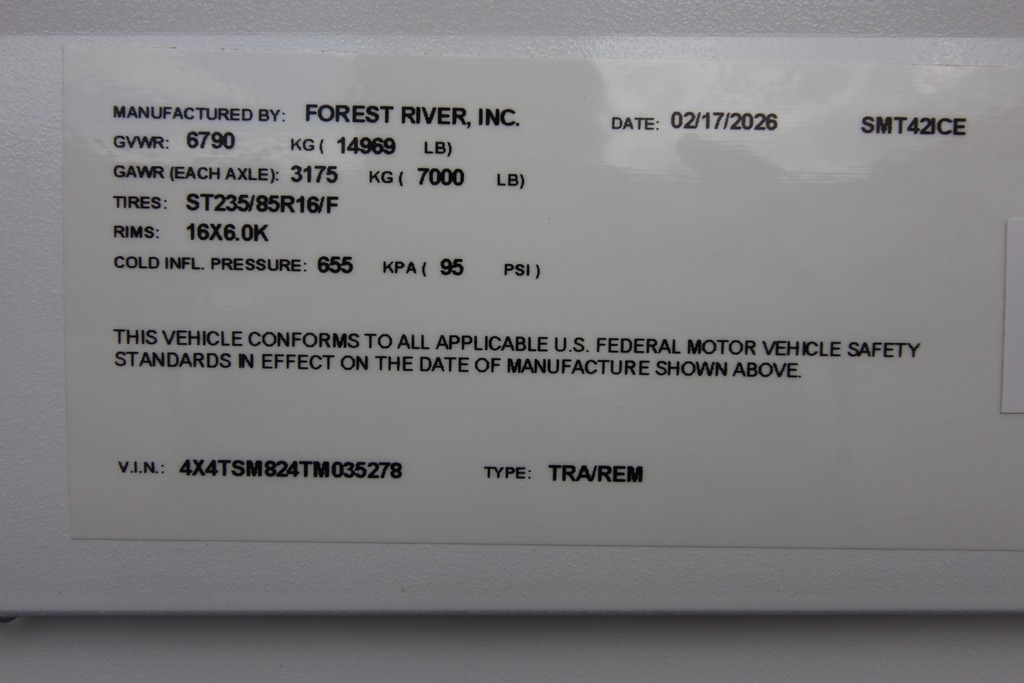 MANUFACTURED BY: FOREST RIVER, INC. DATE: 02/17/2026 SMT42ICE
GVWR: 6790 KG ( 14969 LB)
GAWR (EACH AXLE): 3175 KG ( 7000 LB)
TIRES: ST235/85R16/F
RIMS: 16X6.0K
COLD INFL. PRESSURE: 655 KPA ( 95 PSI )
THIS VEHICLE CONFORMS TO ALL APPLICABLE U.S. FEDERAL MOTOR VEHICLE SAFETY
STANDARDS IN EFFECT ON THE DATE OF MANUFACTURE SHOWN ABOVE.
V.I.N.: 4X4TSM824TM035278 TYPE: TRA/REM